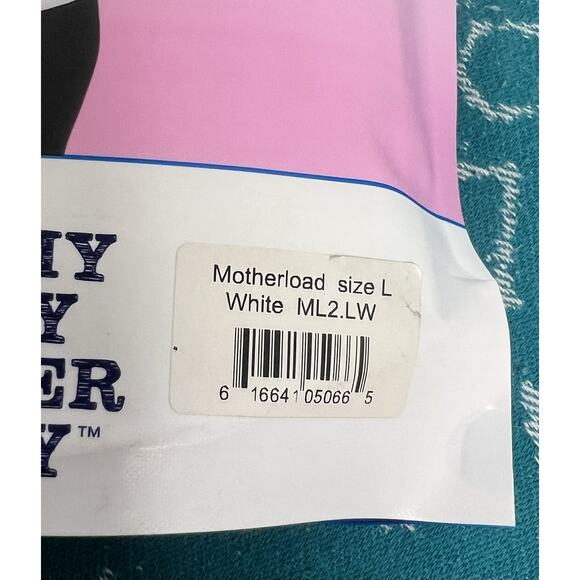 MY
Y
ER
Y™
Motherload size L
White ML2.LW
6 16641 05066 5